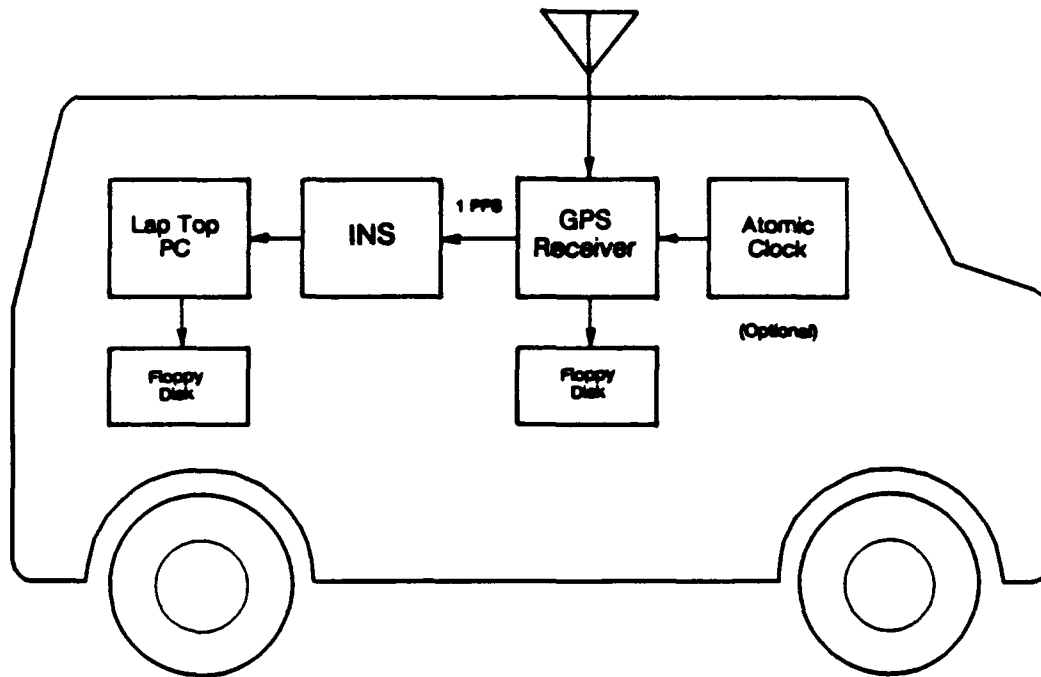 Lap Top
PC
INS
1 PPS
GPS
Receiver
Atomic
Clock
(Optional)
Floppy
Disk
Floppy
Disk